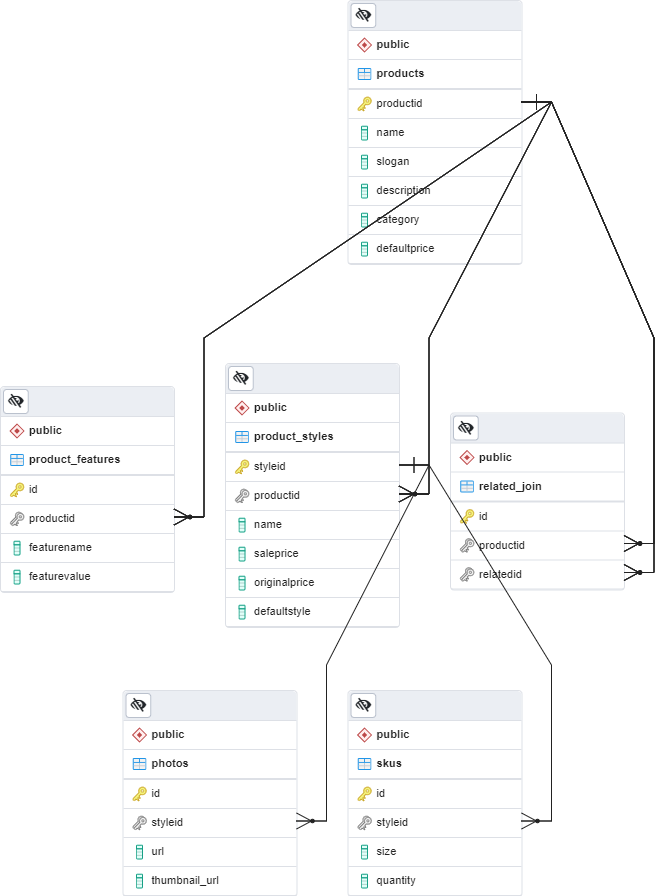 public
products
productid
name
slogan
description
category
defaultprice
public
product_features
id
productid
featurename
featurevalue
public
product_styles
styleid
productid
name
saleprice
originalprice
defaultstyle
public
related_join
id
productid
relatedid
public
photos
id
styleid
url
thumbnail_url
public
skus
id
styleid
size
quantity